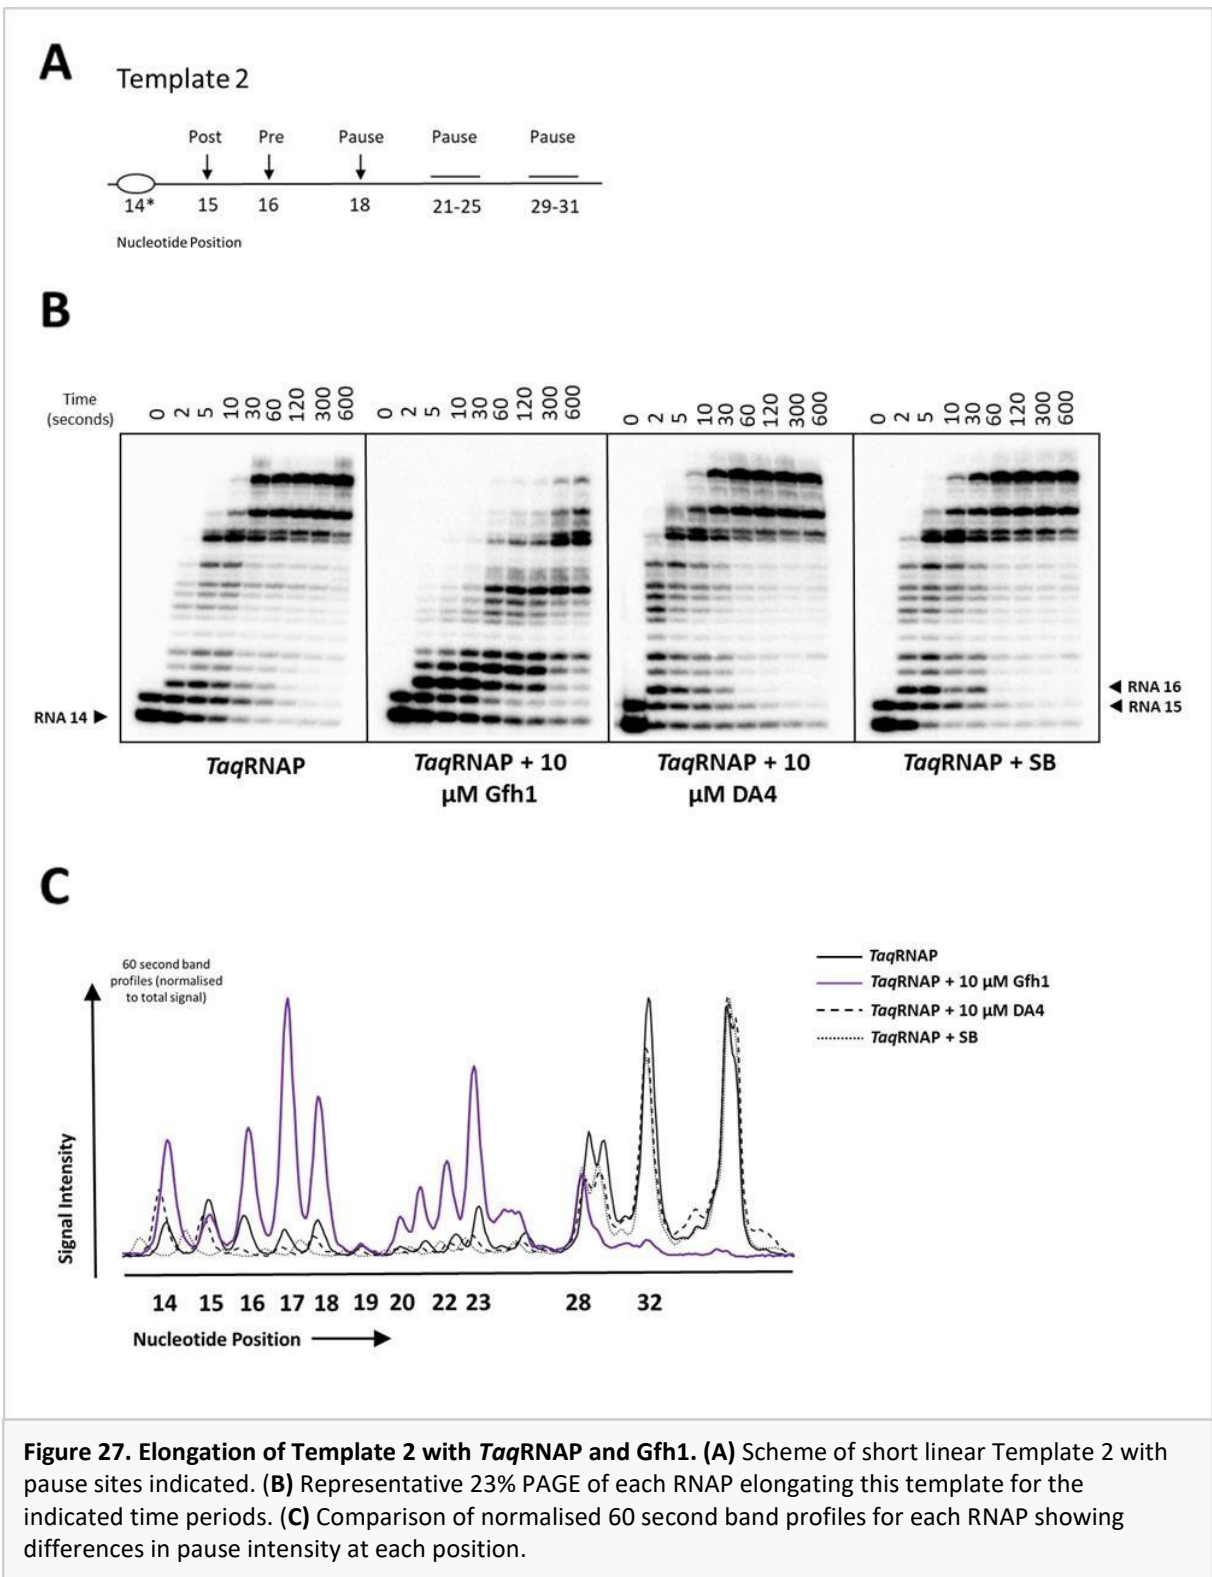 A
Template 2
Post Pre Pause Pause Pause
14* 15 16 18 21-25 29-31
Nucleotide Position
B
Time
(seconds)
0 2 5 10 30 60 120 300 600 0 2 5 10 30 60 120 300 600 0 2 5 10 30 60 120 300 600 0 2 5 10 30 60 120 300 600
RNA 16
RNA 15
RNA 14
TaqRNAP TaqRNAP + 10 TaqRNAP + 10 TaqRNAP + SB
µM Gfh1 µM DA4
C
60 second band
profiles (normalised
to total signal)
TaqRNAP
TaqRNAP + 10 µM Gfh1
TaqRNAP + 10 µM DA4
TaqRNAP + SB
Signal Intensity
14 15 16 17 18 19 20 22 23 28 32
Nucleotide Position
Figure 27. Elongation of Template 2 with TaqRNAP and Gfh1. (A) Scheme of short linear Template 2 with
pause sites indicated. (B) Representative 23% PAGE of each RNAP elongating this template for the
indicated time periods. (C) Comparison of normalised 60 second band profiles for each RNAP showing
differences in pause intensity at each position.